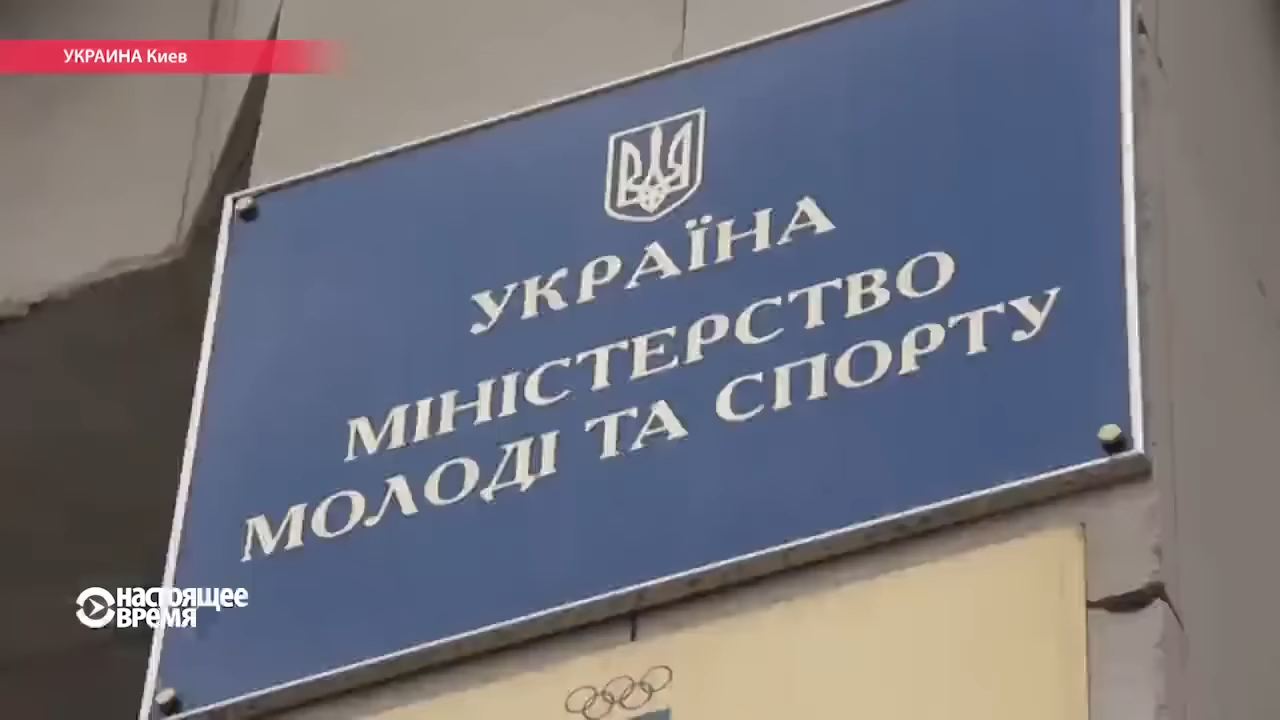 УКРАИНА Киев
УКРАЇНА
МІНІСТЕРСТВО
МОЛОДІ ТА СПОРТУ
НАСТОЯЩЕЕ
ВРЕМЯ